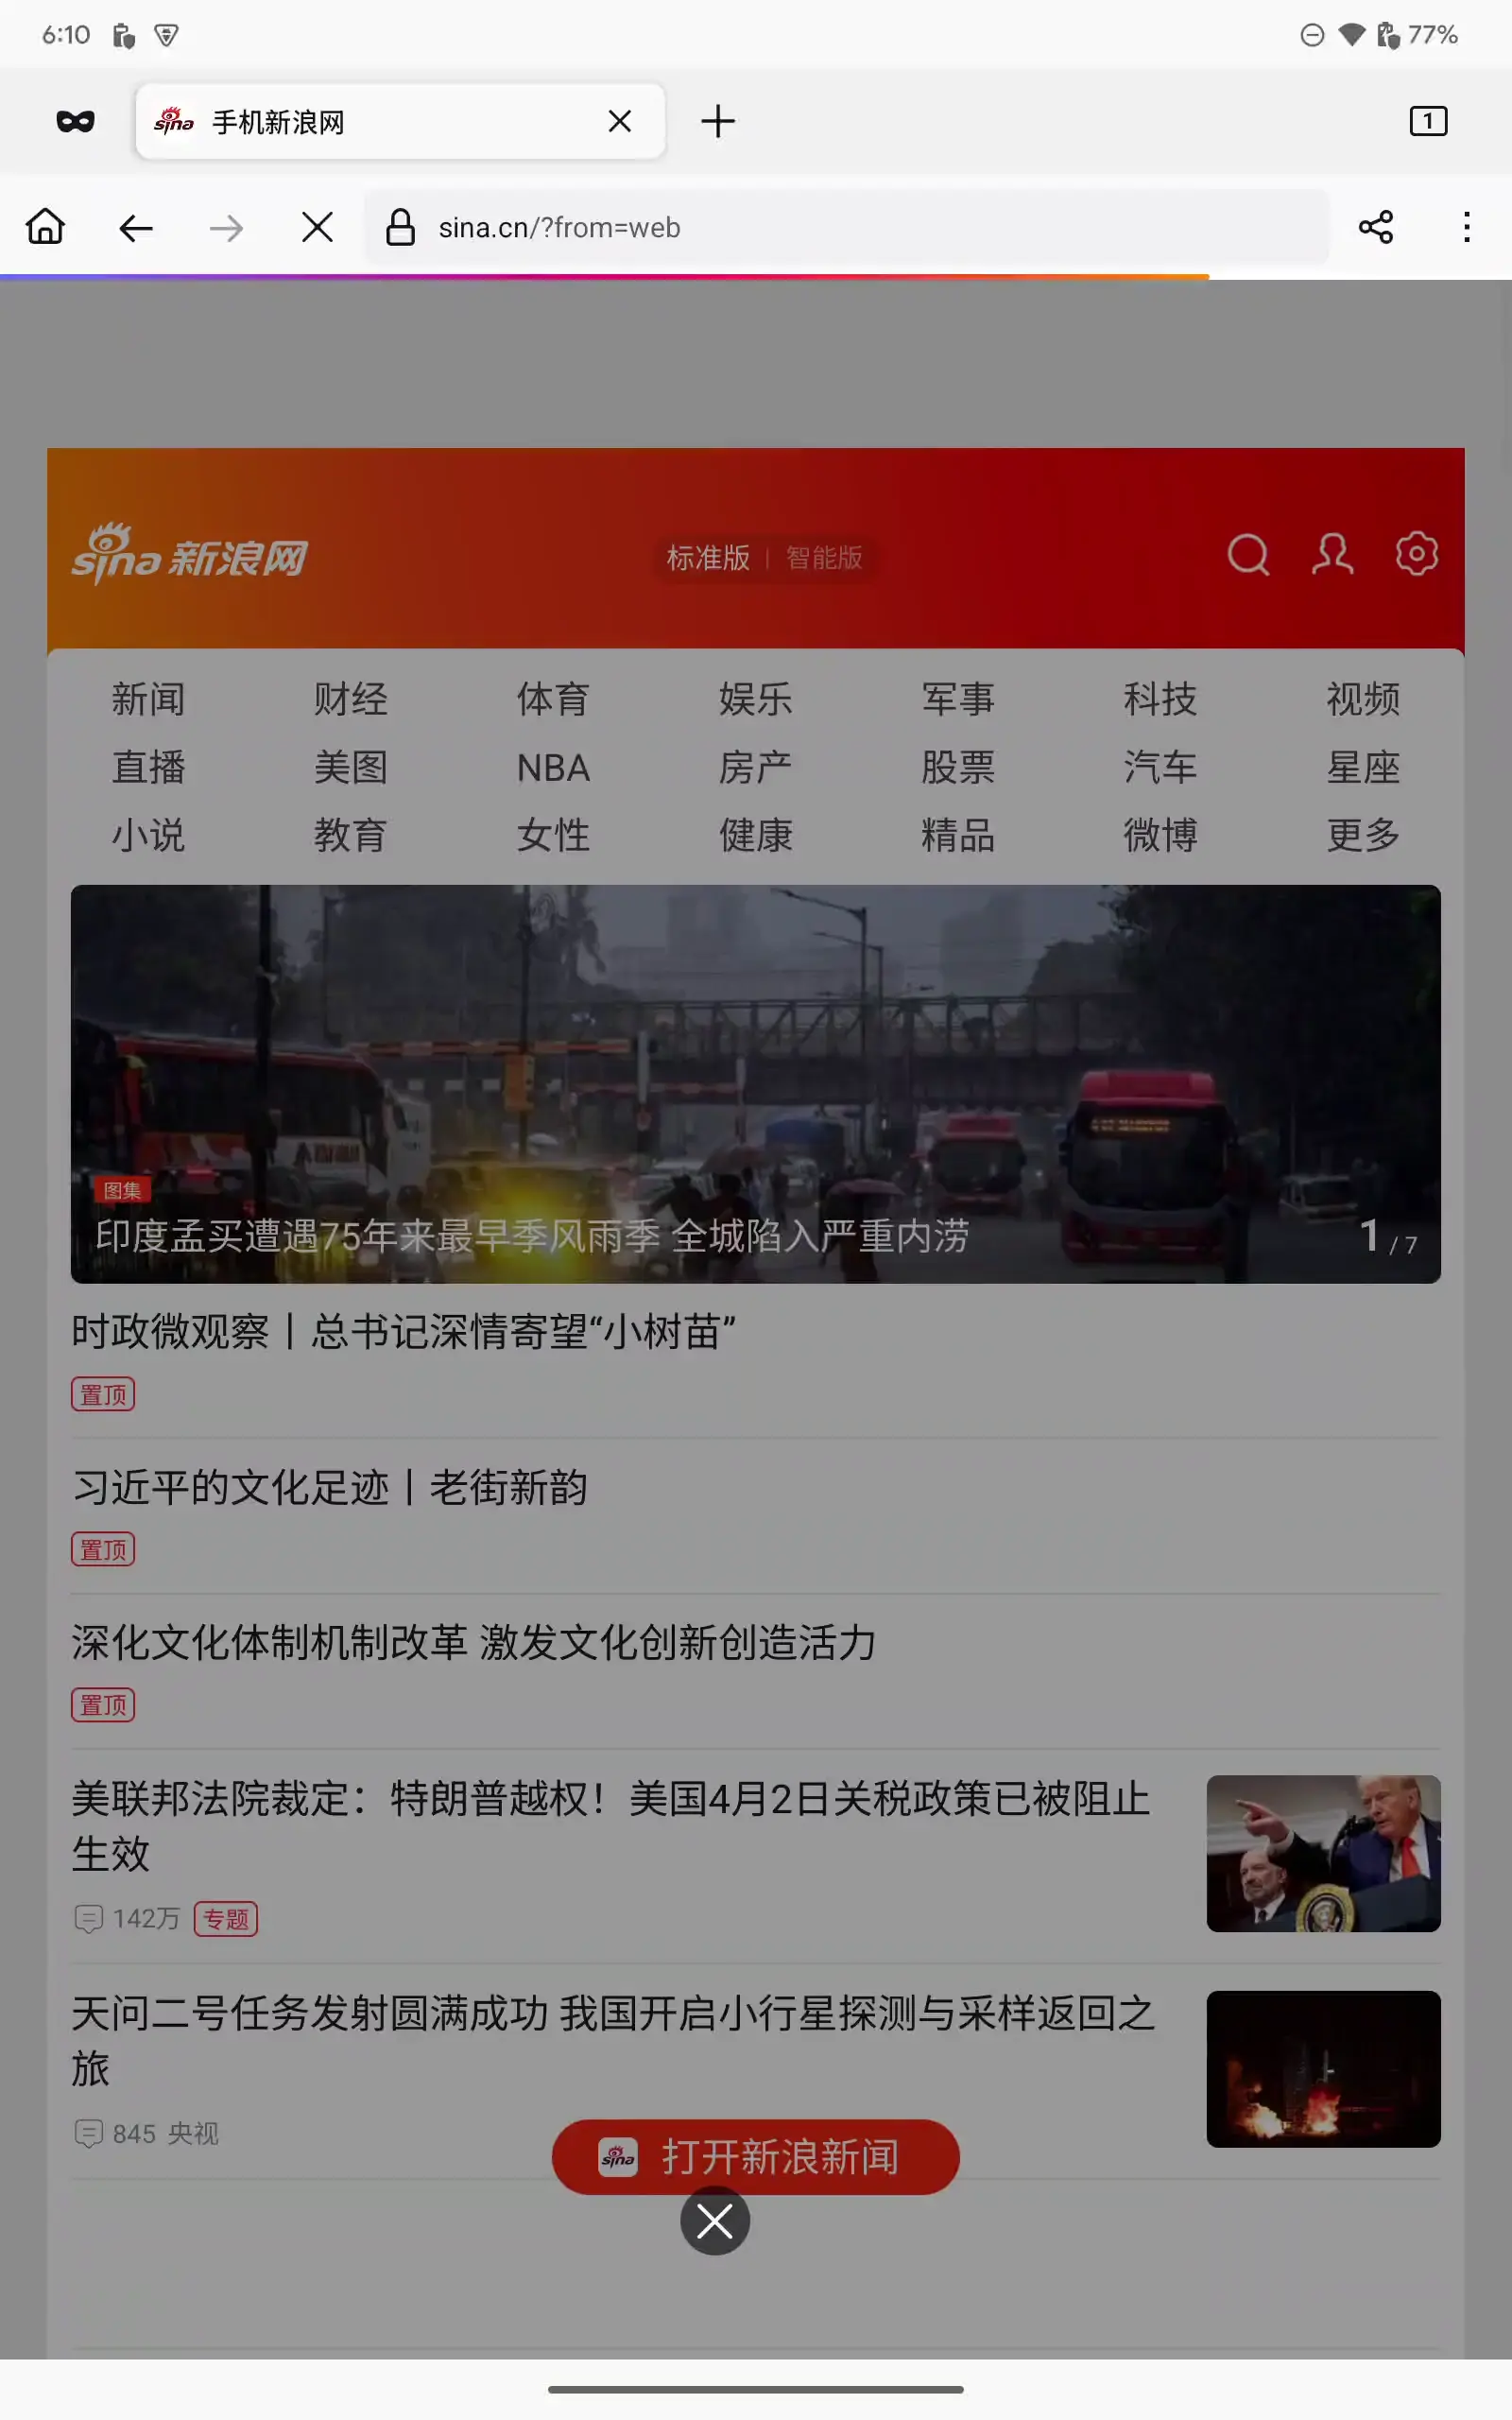 6:10
77%
sina 手机新浪网
1
sina.cn/?from=web
sina 新浪网
标准版 | 智能版
新闻 财经 体育 娱乐 军事 科技 视频
直播 美图 NBA 房产 股票 汽车 星座
小说 教育 女性 健康 精品 微博 更多
图集
印度孟买遭遇75年来最早季风雨季 全城陷入严重内涝
1 / 7
时政微观察丨总书记深情寄望“小树苗”
置顶
习近平的文化足迹丨老街新韵
置顶
深化文化体制机制改革 激发文化创新创造活力
置顶
美联邦法院裁定：特朗普越权！美国4月2日关税政策已被阻止
生效
142万 专题
天问二号任务发射圆满成功 我国开启小行星探测与采样返回之
旅
845 央视
sina 打开新浪新闻